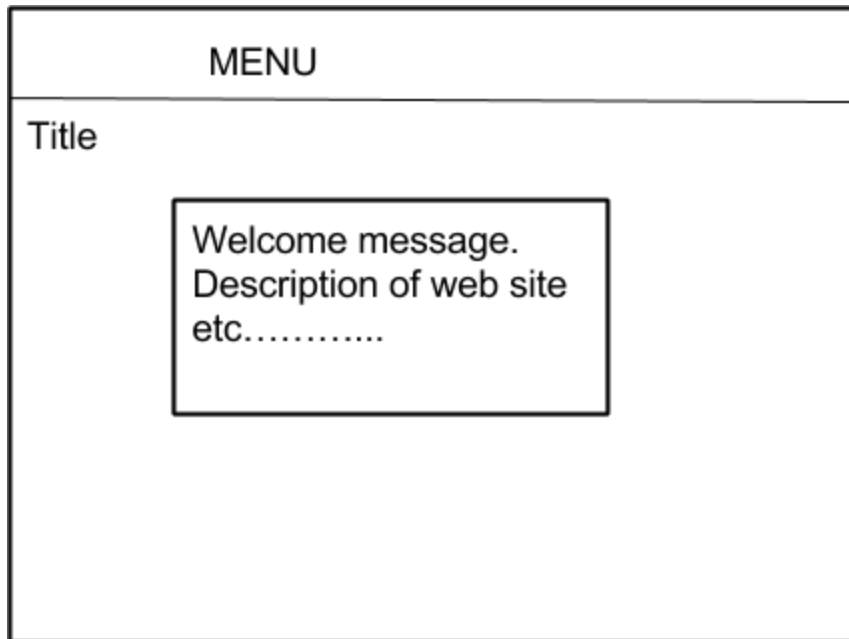 MENU
Title
Welcome message.
Description of web site
etc………...